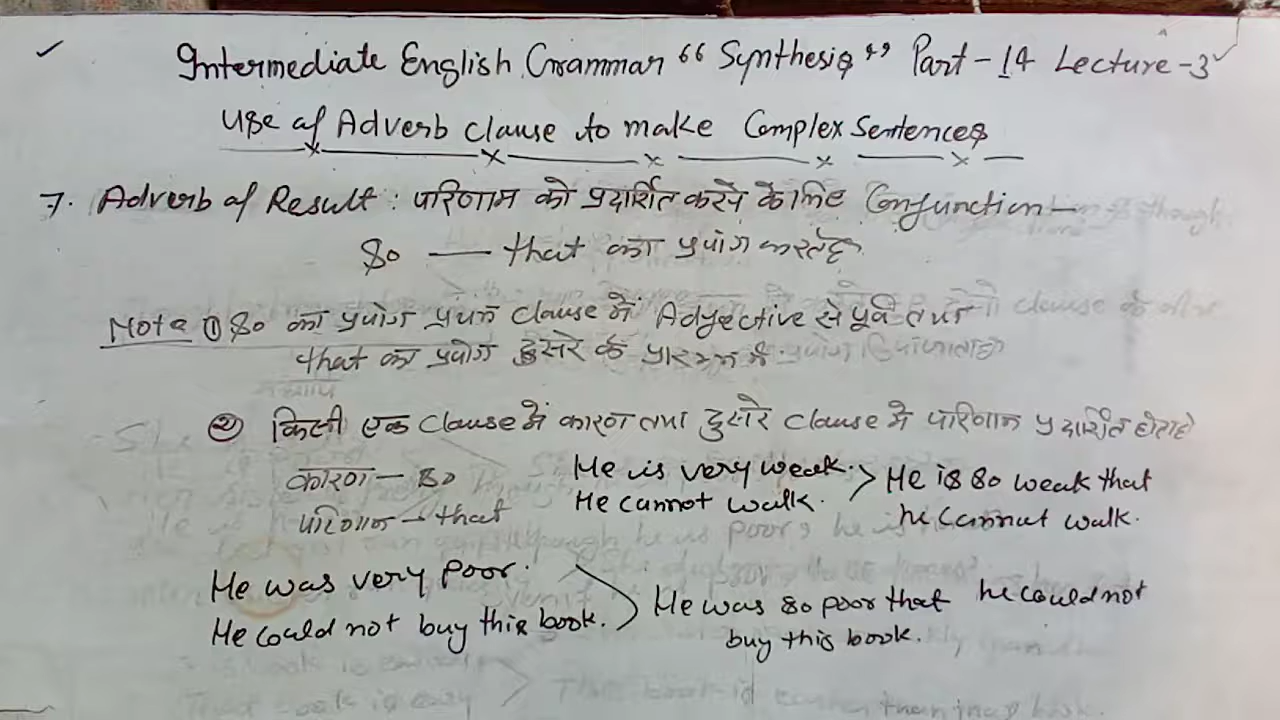 Intermediate English Grammar “ Synthesis ” Part - 14 Lecture - 3
Use of Adverb clause to make Complex Sentences
7. Adverb of Result : परिणाम को प्रदर्शित करने के लिए Conjunction —
So — that का प्रयोग करते है
Note ① So का प्रयोग प्रथम clause में Adjective से पूर्व तथा
that का प्रयोग दुसरे के प्रारम्भ में
② किसी एक Clause में कारण तथा दुसरे Clause में परिणाम प्रदर्शित होता है
कारण — so
परिणाम → that
He is very weak.
He cannot walk.
> He is so weak that
he cannot walk.
He was very poor.
He could not buy this book.
> He was so poor that he could not
buy this book.